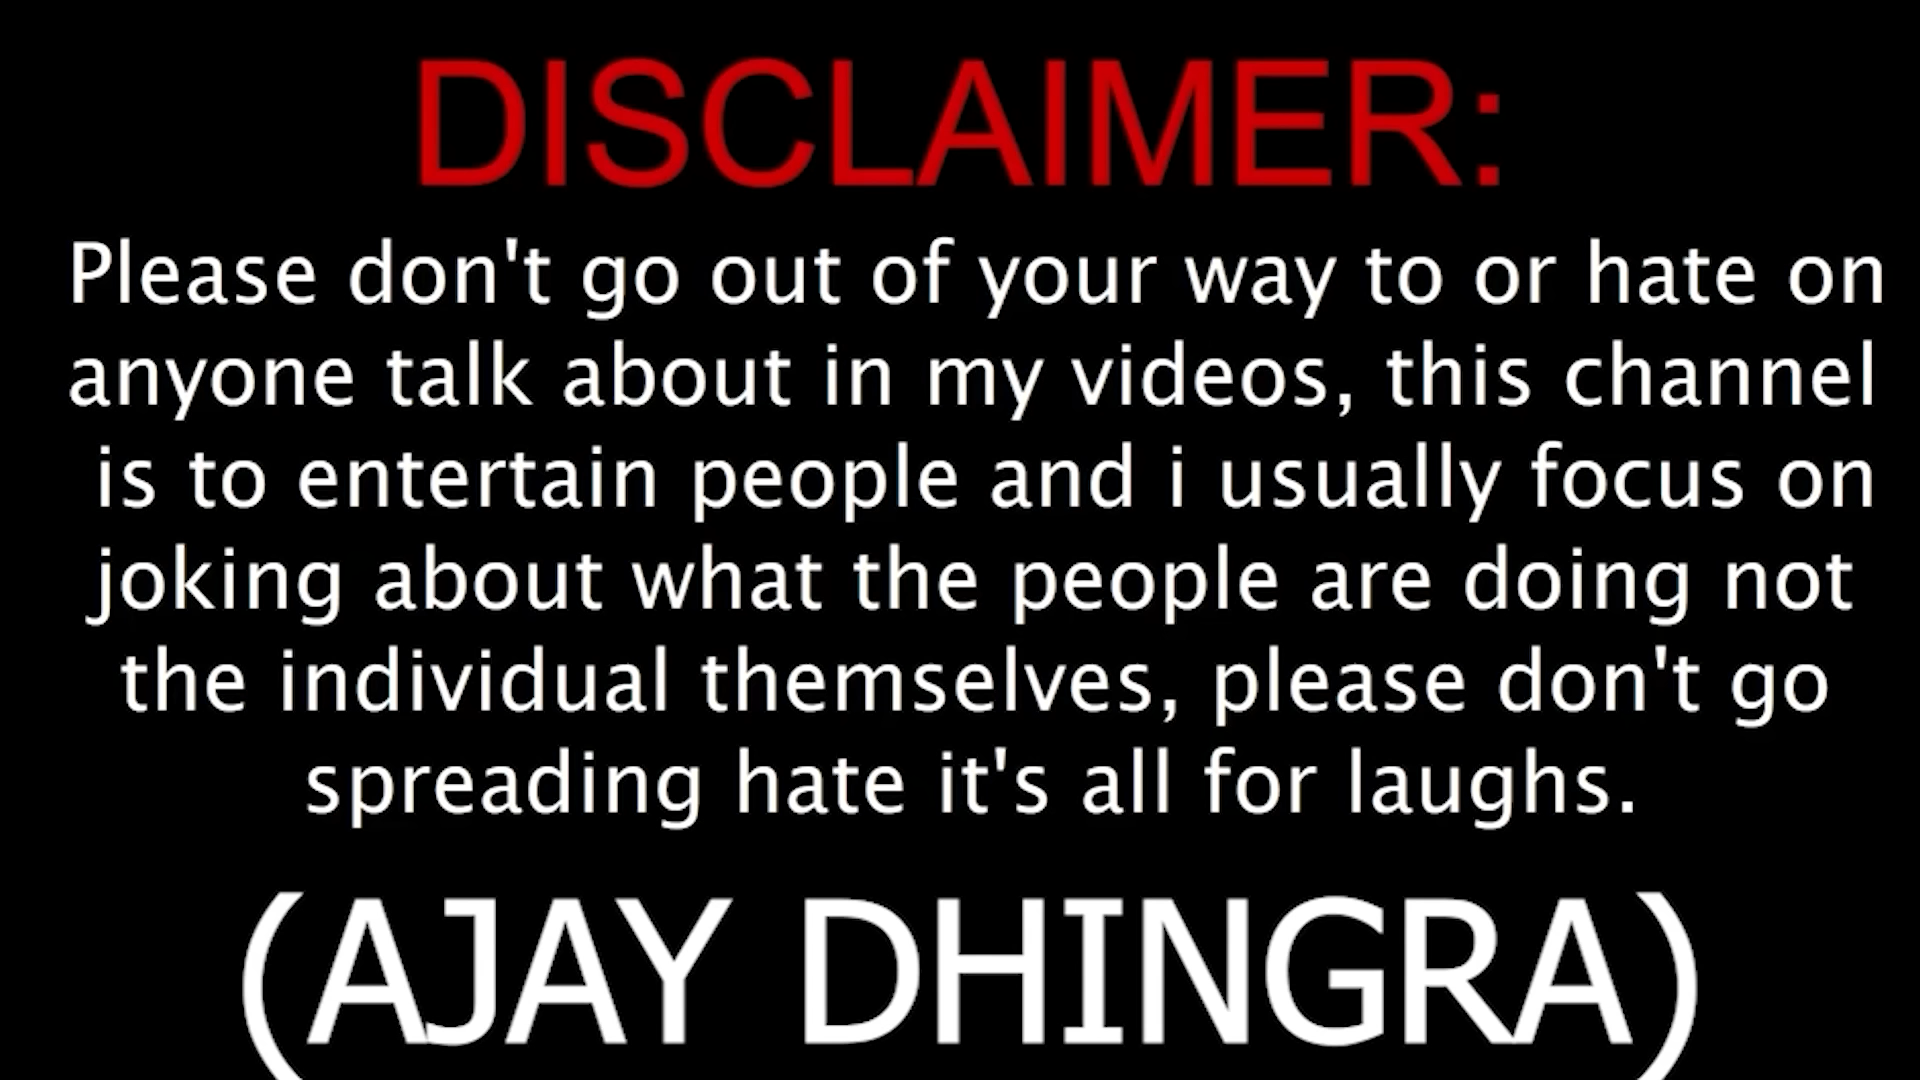 DISCLAIMER:
Please don't go out of your way to or hate on
anyone talk about in my videos, this channel
is to entertain people and i usually focus on
joking about what the people are doing not
the individual themselves, please don't go
spreading hate it's all for laughs.
(AJAY DHINGRA)